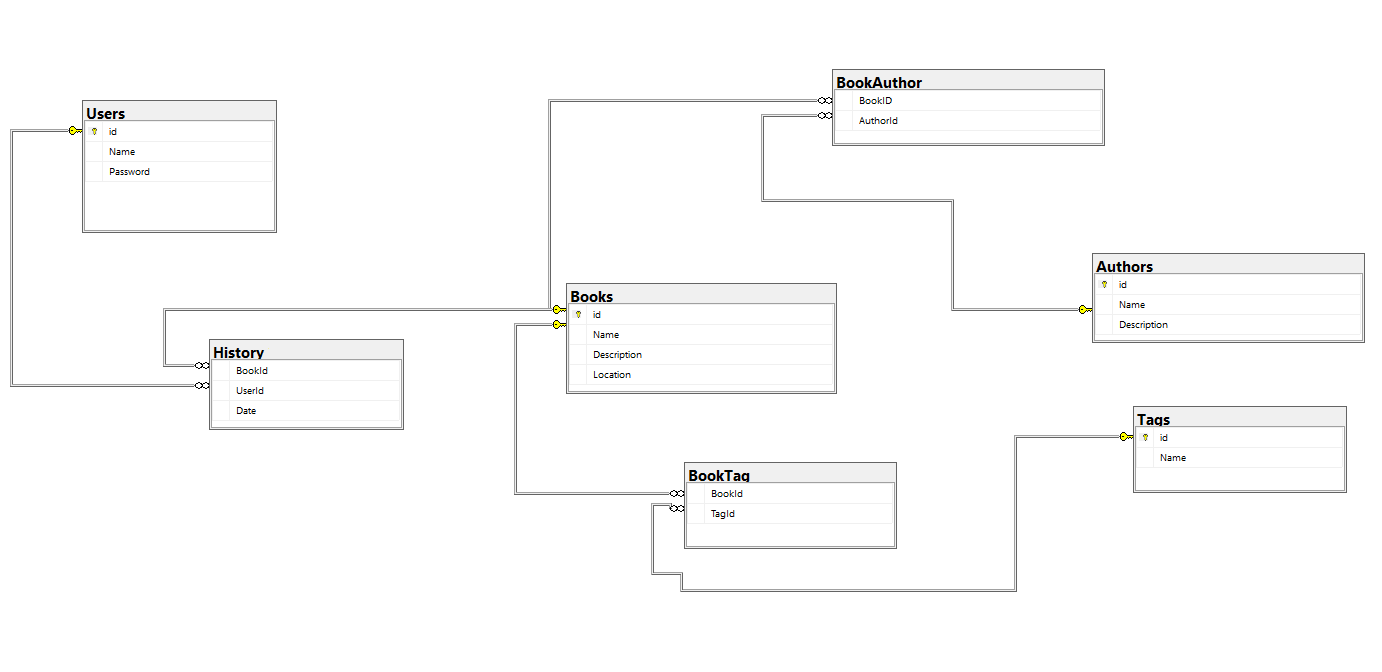 Users
id
Name
Password
BookAuthor
BookID
AuthorId
Authors
id
Name
Description
Books
id
Name
Description
Location
History
BookId
UserId
Date
Tags
id
Name
BookTag
BookId
TagId